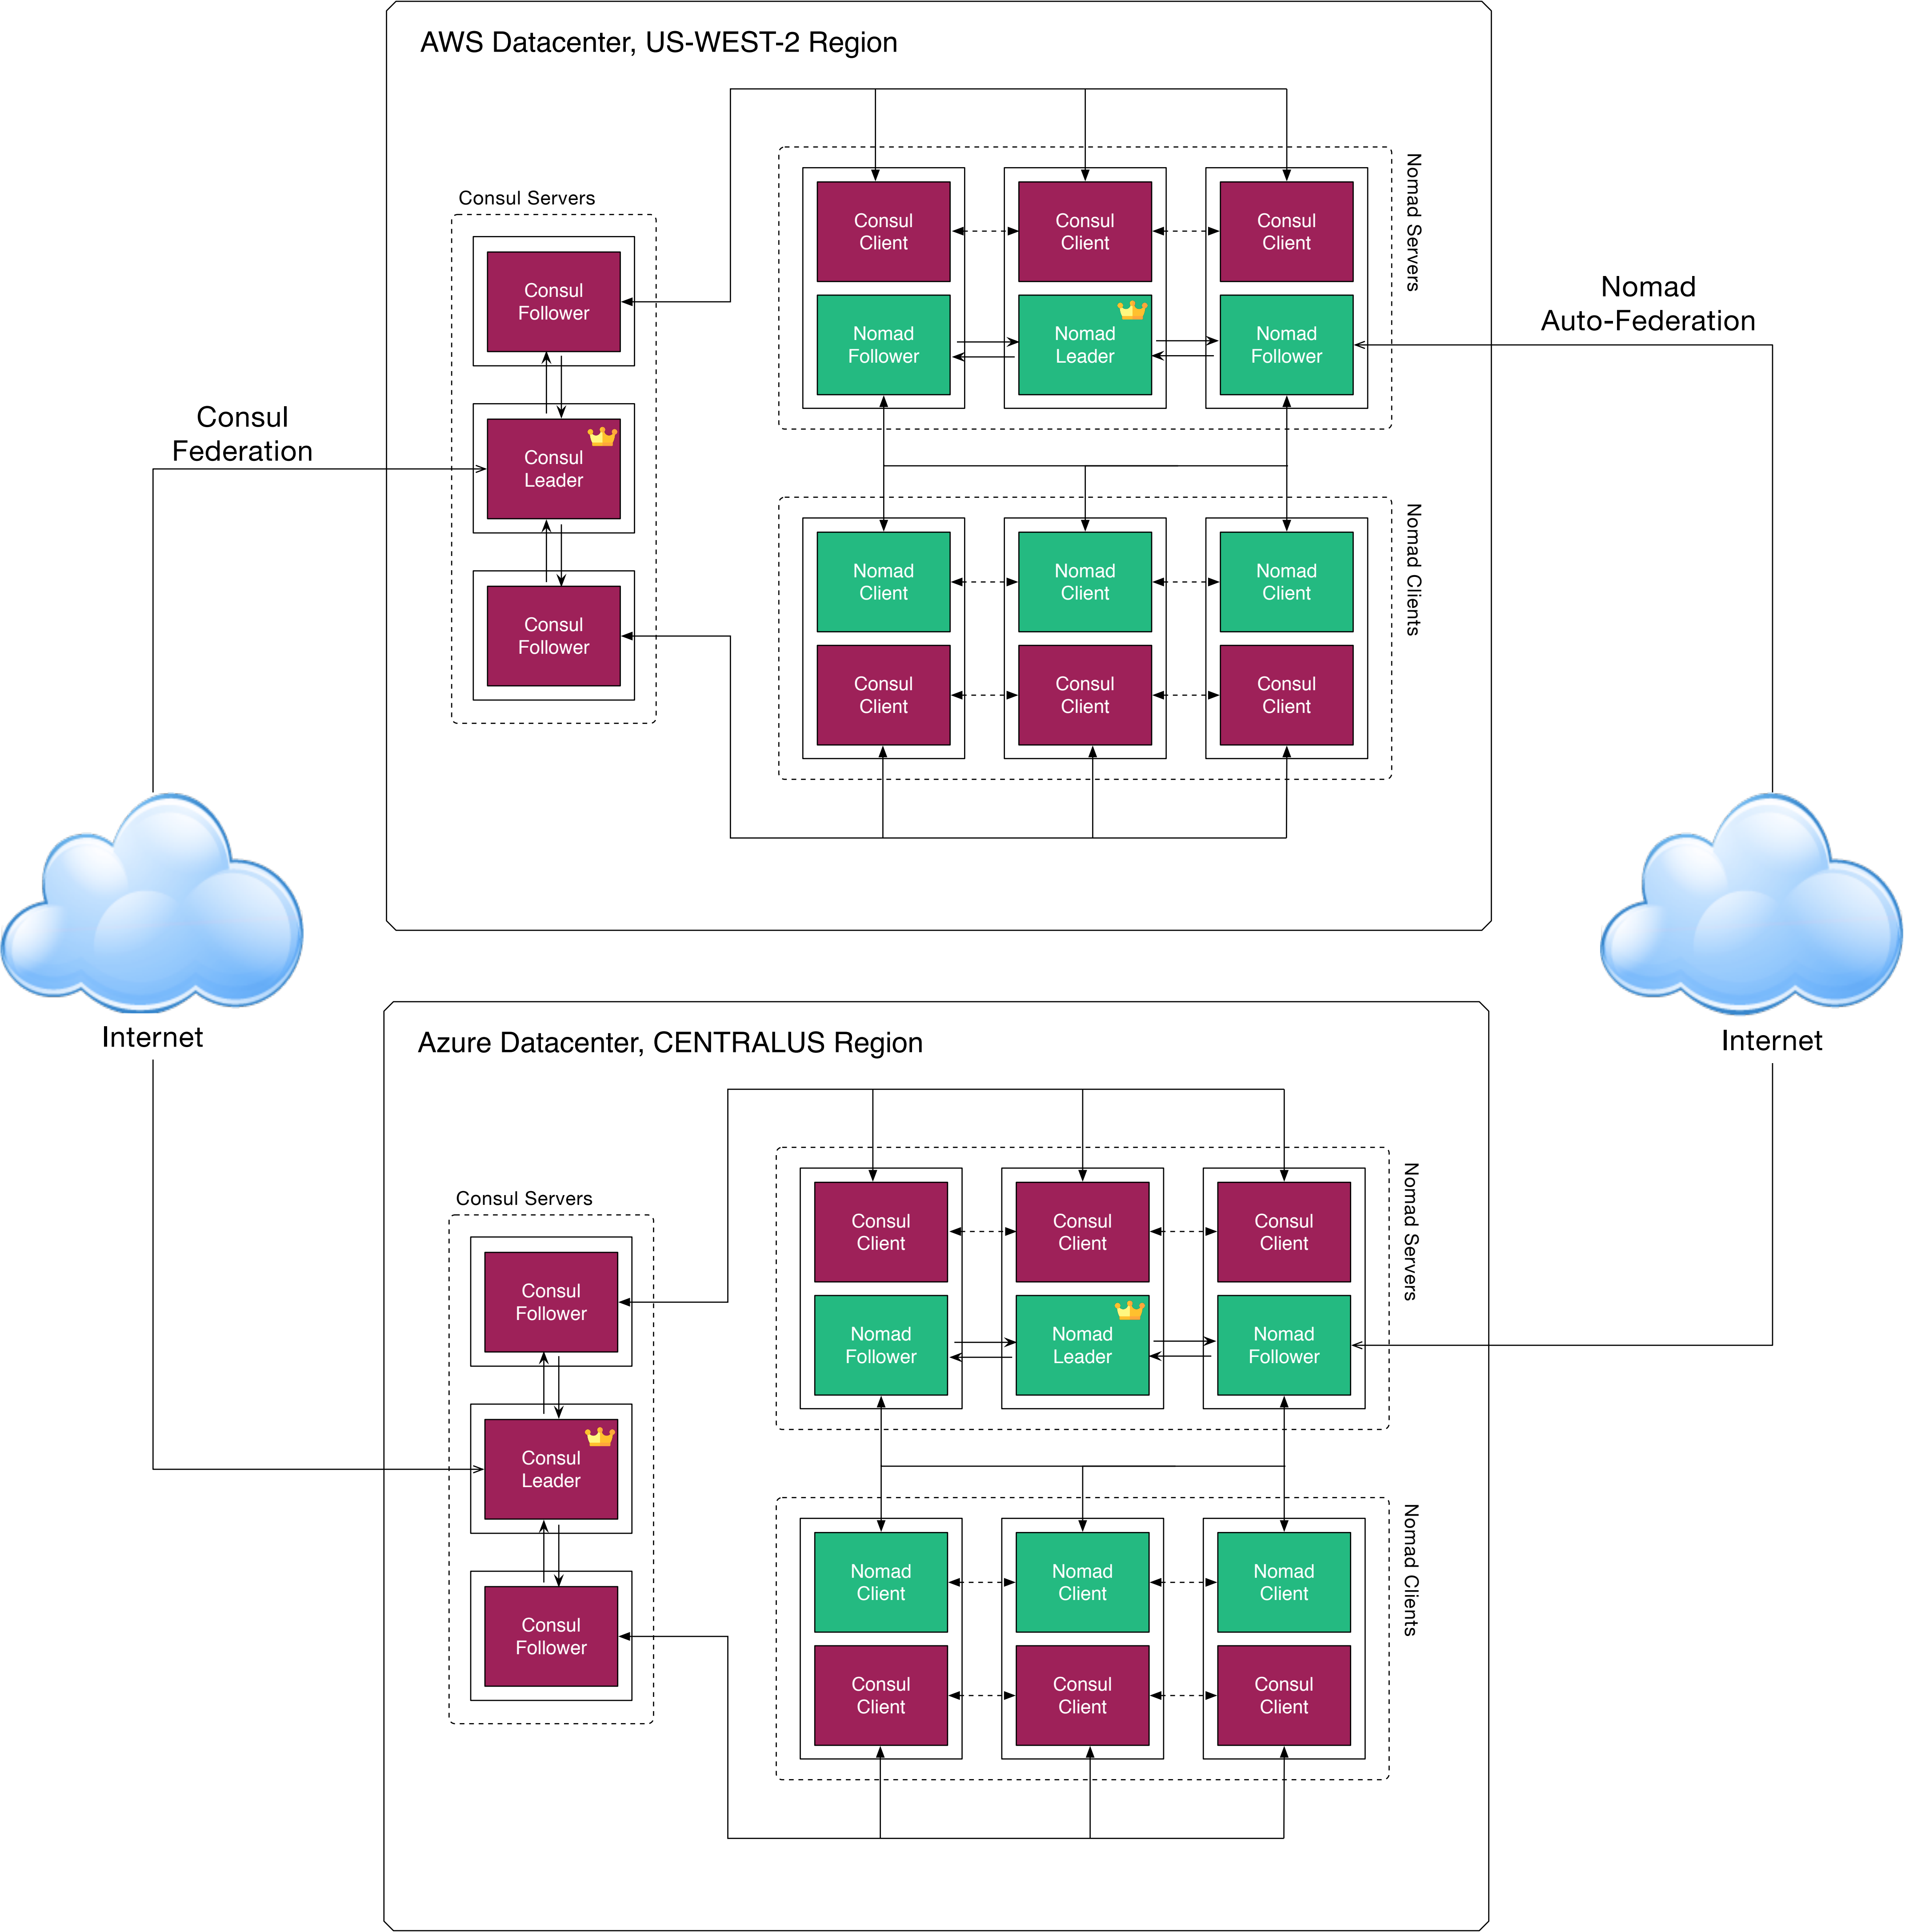 AWS Datacenter, US-WEST-2 Region
Consul Servers
Consul
Follower
Consul
Leader
Consul
Follower
Nomad Servers
Consul
Client
Consul
Client
Consul
Client
Nomad
Follower
Nomad
Leader
Nomad
Follower
Nomad Clients
Nomad
Client
Nomad
Client
Nomad
Client
Consul
Client
Consul
Client
Consul
Client
Consul
Federation
Nomad
Auto-Federation
Internet
Internet
Azure Datacenter, CENTRALUS Region
Consul Servers
Consul
Follower
Consul
Leader
Consul
Follower
Nomad Servers
Consul
Client
Consul
Client
Consul
Client
Nomad
Follower
Nomad
Leader
Nomad
Follower
Nomad Clients
Nomad
Client
Nomad
Client
Nomad
Client
Consul
Client
Consul
Client
Consul
Client